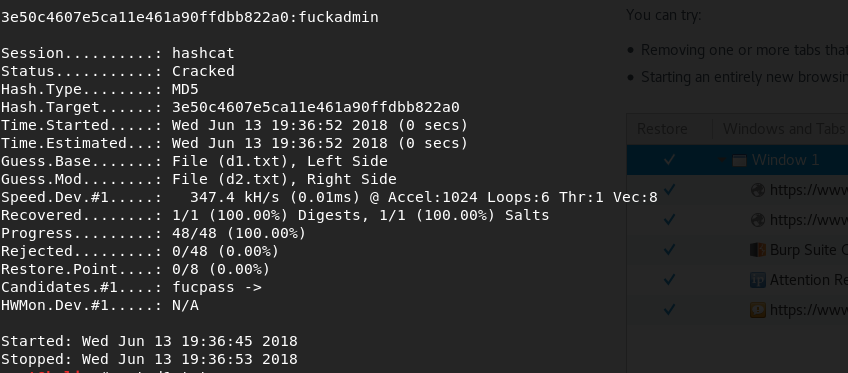 3e50c4607e5ca11e461a90ffdbb822a0:fuckadmin
Session..........: hashcat
Status...........: Cracked
Hash.Type........: MD5
Hash.Target......: 3e50c4607e5ca11e461a90ffdbb822a0
Time.Started.....: Wed Jun 13 19:36:52 2018 (0 secs)
Time.Estimated...: Wed Jun 13 19:36:52 2018 (0 secs)
Guess.Base.......: File (d1.txt), Left Side
Guess.Mod........: File (d2.txt), Right Side
Speed.Dev.#1.....:   347.4 kH/s (0.01ms) @ Accel:1024 Loops:6 Thr:1 Vec:8
Recovered........: 1/1 (100.00%) Digests, 1/1 (100.00%) Salts
Progress.........: 48/48 (100.00%)
Rejected.........: 0/48 (0.00%)
Restore.Point....: 0/8 (0.00%)
Candidates.#1....: fucpass ->
HWMon.Dev.#1.....: N/A
Started: Wed Jun 13 19:36:45 2018
Stopped: Wed Jun 13 19:36:53 2018
You can try:
Removing one or more tabs tha
Starting an entirely new browsin
Restore Windows and Tabs
Window 1
https://www
https://www
Burp Suite C
Attention Re
https://www